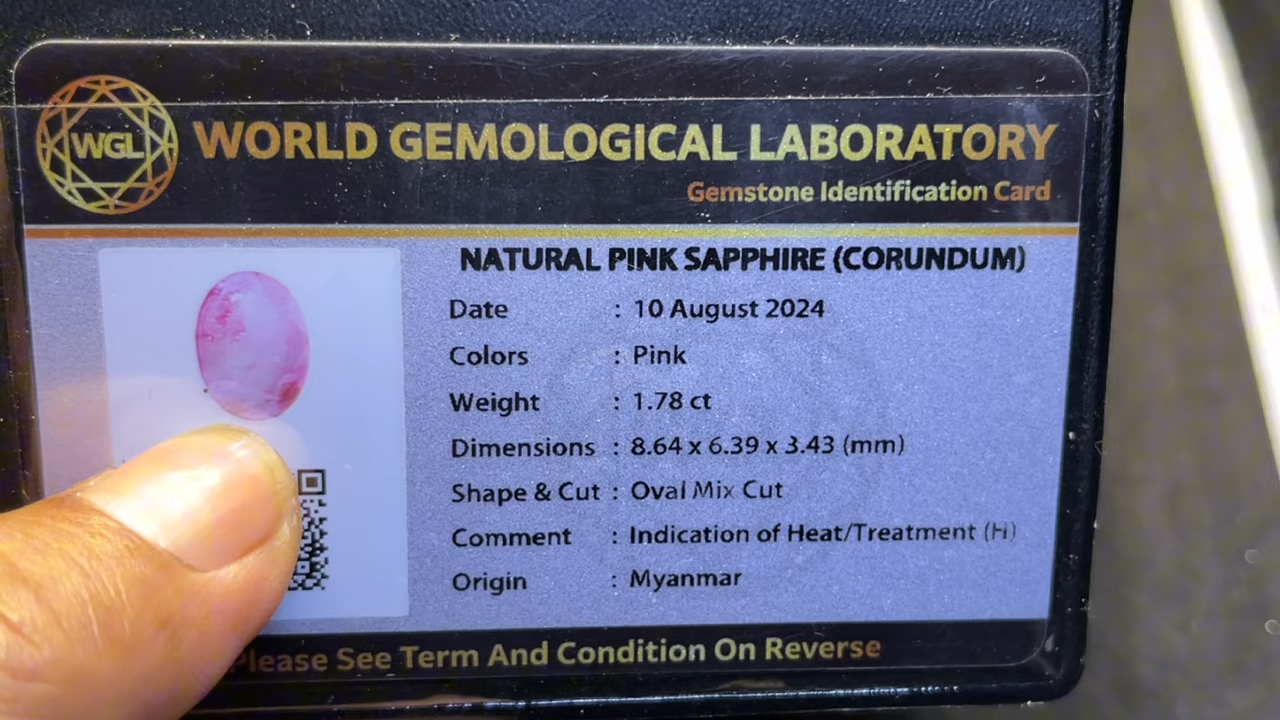 WGL
WORLD GEMOLOGICAL LABORATORY
Gemstone Identification Card
NATURAL PINK SAPPHIRE (CORUNDUM)
Date : 10 August 2024
Colors : Pink
Weight : 1.78 ct
Dimensions : 8.64 x 6.39 x 3.43 (mm)
Shape & Cut : Oval Mix Cut
Comment : Indication of Heat/Treatment (H)
Origin : Myanmar
Please See Term And Condition On Reverse